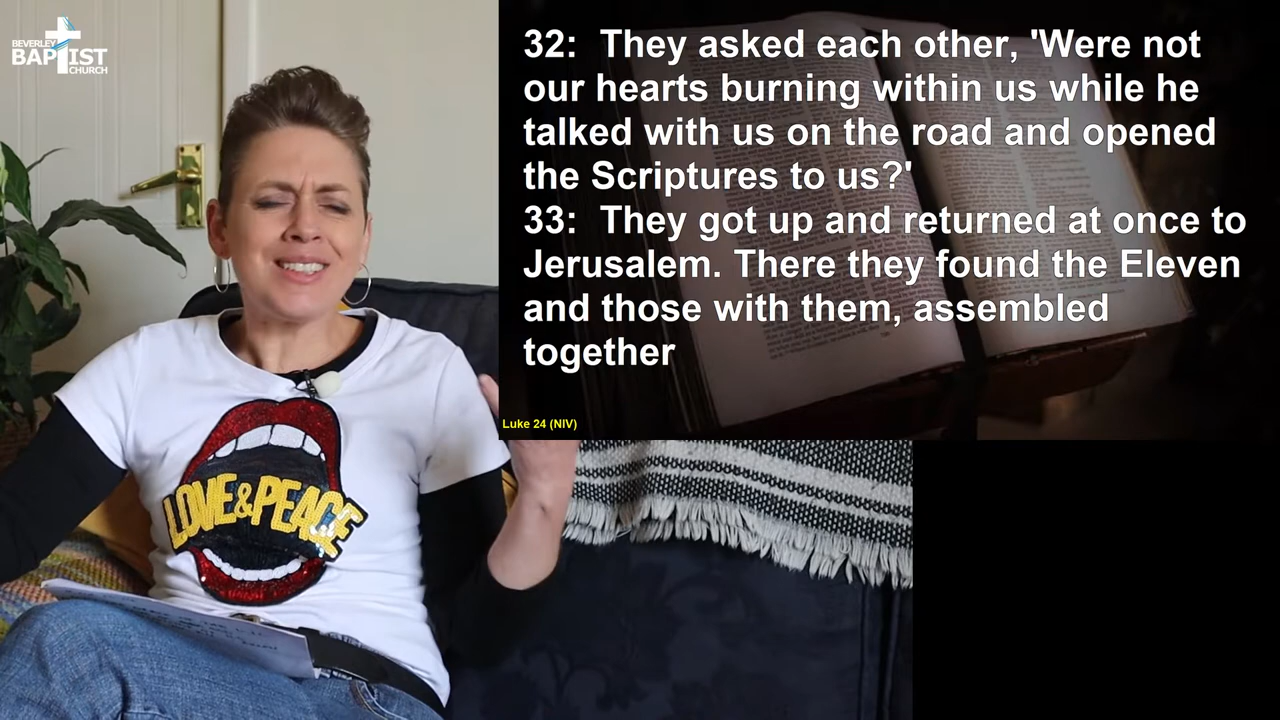 BEVERLEY
BAPTIST
CHURCH
32: They asked each other, 'Were not
our hearts burning within us while he
talked with us on the road and opened
the Scriptures to us?'
33: They got up and returned at once to
Jerusalem. There they found the Eleven
and those with them, assembled
together
Luke 24 (NIV)
LOVE&PEACE